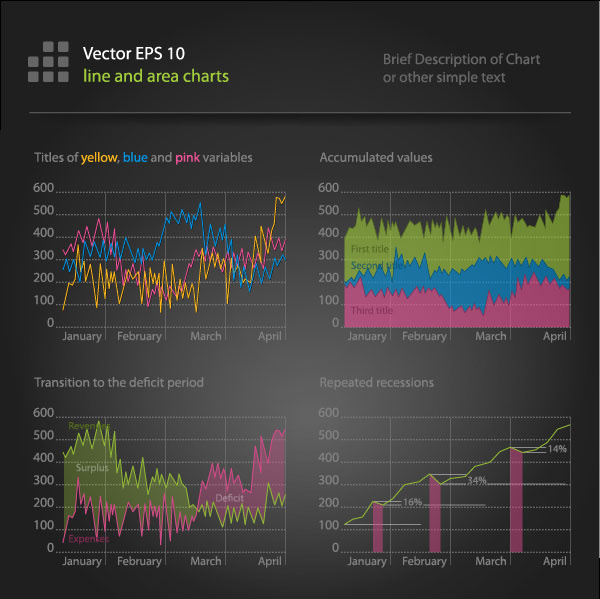 Vector EPS 10
line and area charts
Brief Description of Chart
or other simple text
Titles of yellow, blue and pink variables
600
500
400
300
200
100
0
January February March April
Accumulated values
600
500
400
300
200
100
0
First title
Second title
Third title
January February March April
Transition to the deficit period
600
500
400
300
200
100
0
Revenues
Surplus
Deficit
Expenses
January February March April
Repeated recessions
600
500
400
300
200
100
0
14%
34%
16%
January February March April